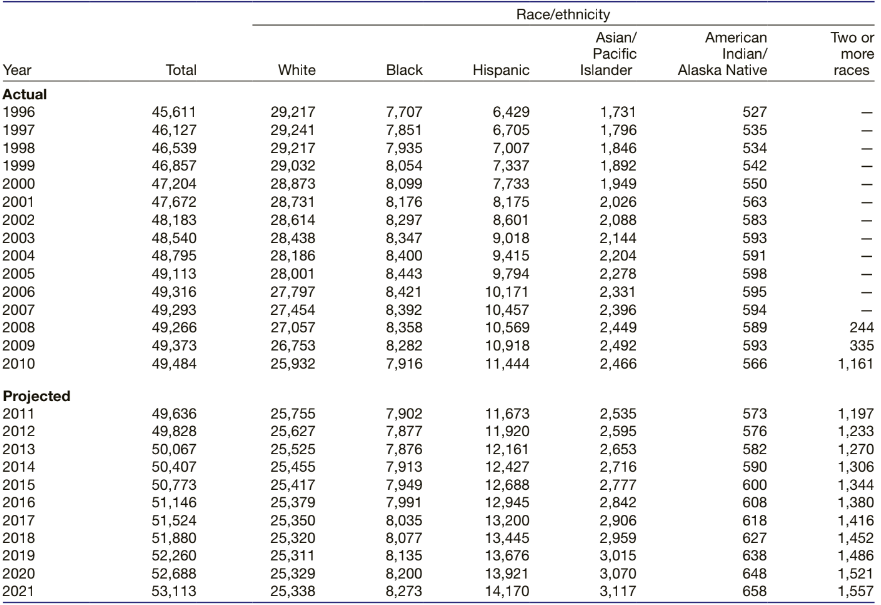 Race/ethnicity
Asian/ American Two or
Pacific Indian/ more
Year Total White Black Hispanic Islander Alaska Native races
Actual
1996 45,611 29,217 7,707 6,429 1,731 527 —
1997 46,127 29,241 7,851 6,705 1,796 535 —
1998 46,539 29,217 7,935 7,007 1,846 534 —
1999 46,857 29,032 8,054 7,337 1,892 542 —
2000 47,204 28,873 8,099 7,733 1,949 550 —
2001 47,672 28,731 8,176 8,175 2,026 563 —
2002 48,183 28,614 8,297 8,601 2,088 583 —
2003 48,540 28,438 8,347 9,018 2,144 593 —
2004 48,795 28,186 8,400 9,415 2,204 591 —
2005 49,113 28,001 8,443 9,794 2,278 598 —
2006 49,316 27,797 8,421 10,171 2,331 595 —
2007 49,293 27,454 8,392 10,457 2,396 594 —
2008 49,266 27,057 8,358 10,569 2,449 589 244
2009 49,373 26,753 8,282 10,918 2,492 593 335
2010 49,484 25,932 7,916 11,444 2,466 566 1,161
Projected
2011 49,636 25,755 7,902 11,673 2,535 573 1,197
2012 49,828 25,627 7,877 11,920 2,595 576 1,233
2013 50,067 25,525 7,876 12,161 2,653 582 1,270
2014 50,407 25,455 7,913 12,427 2,716 590 1,306
2015 50,773 25,417 7,949 12,688 2,777 600 1,344
2016 51,146 25,379 7,991 12,945 2,842 608 1,380
2017 51,524 25,350 8,035 13,200 2,906 618 1,416
2018 51,880 25,320 8,077 13,445 2,959 627 1,452
2019 52,260 25,311 8,135 13,676 3,015 638 1,486
2020 52,688 25,329 8,200 13,921 3,070 648 1,521
2021 53,113 25,338 8,273 14,170 3,117 658 1,557